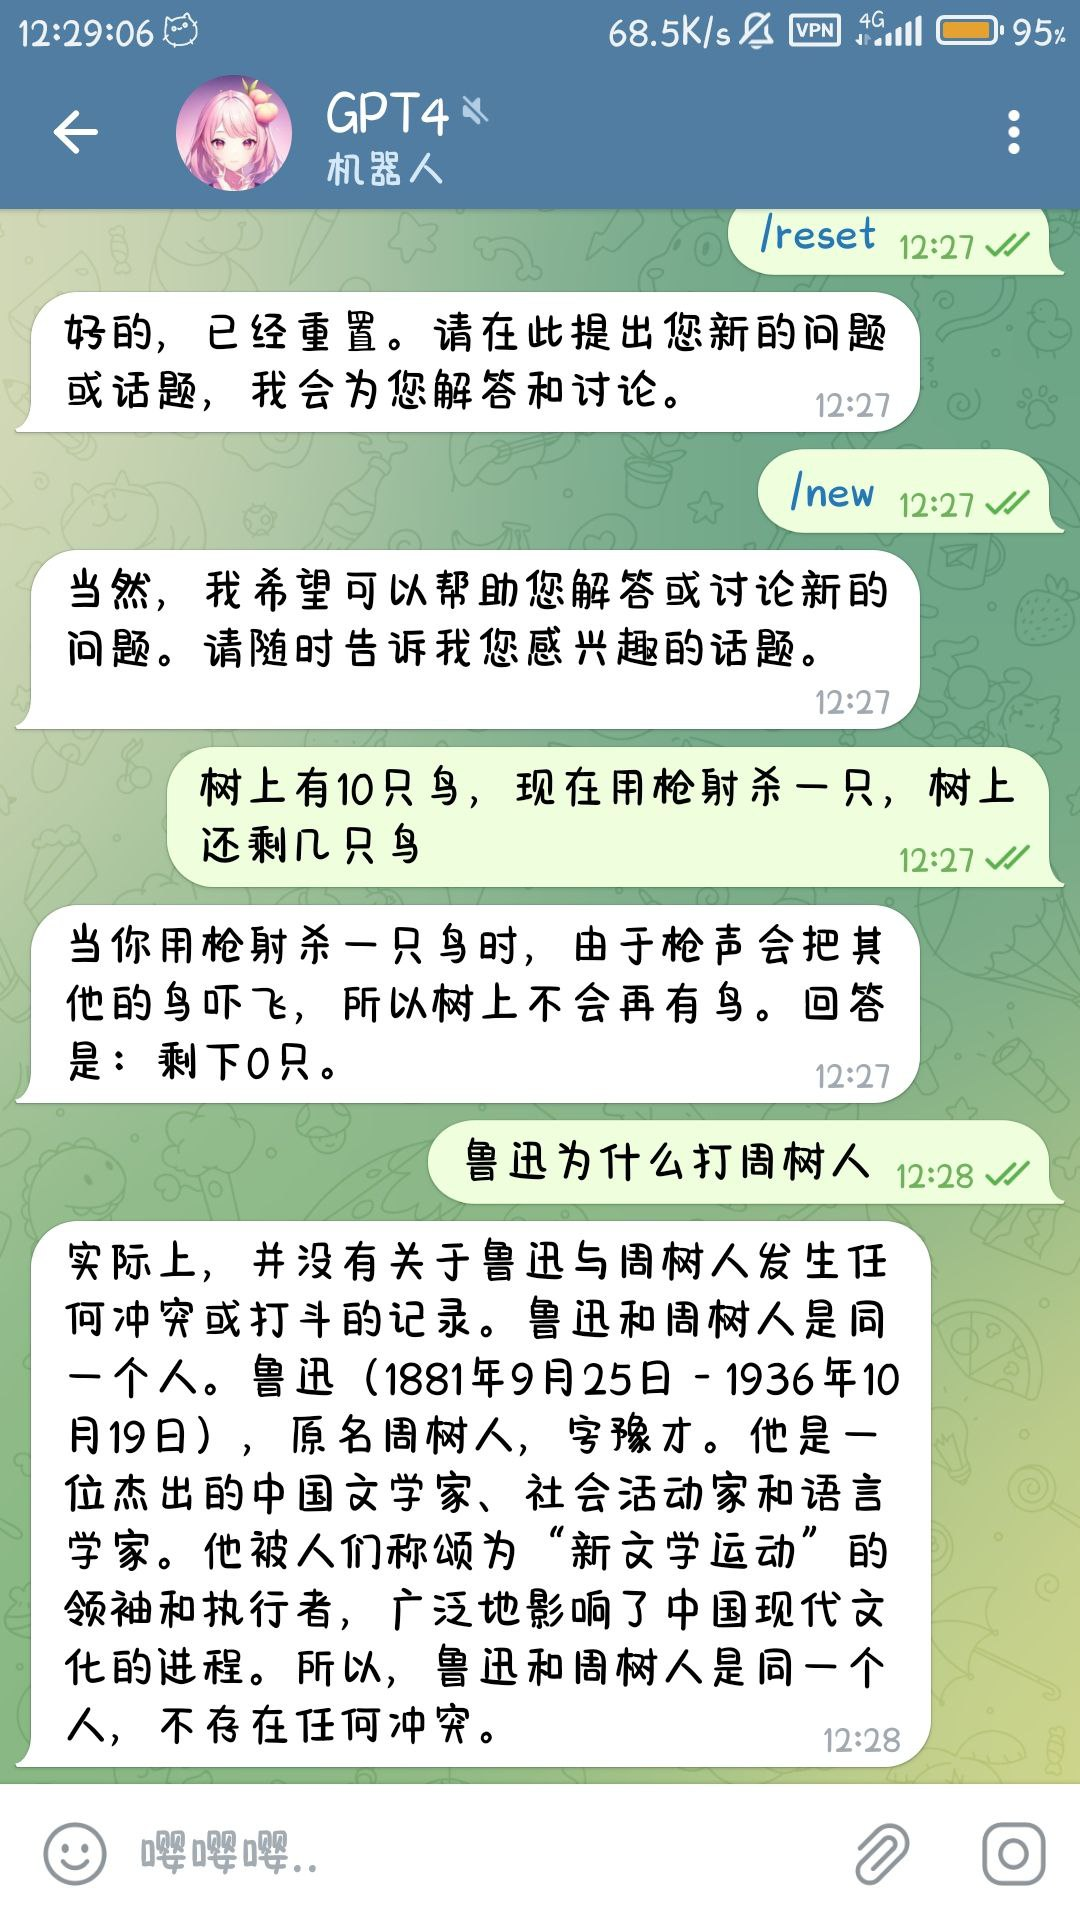 12:29:06 68.5K/s VPN 4G 95%
GPT4
机器人
/reset 12:27
好的，已经重置。请在此提出您新的问题
或话题，我会为您解答和讨论。
12:27
/new 12:27
当然，我希望可以帮助您解答或讨论新的
问题。请随时告诉我您感兴趣的话题。
12:27
树上有10只鸟，现在用枪射杀一只，树上
还剩几只鸟
12:27
当你用枪射杀一只鸟时，由于枪声会把其
他的鸟吓飞，所以树上不会再有鸟。回答
是：剩下0只。
12:27
鲁迅为什么打周树人 12:28
实际上，并没有关于鲁迅与周树人发生任
何冲突或打斗的记录。鲁迅和周树人是同
一个人。鲁迅（1881年9月25日 - 1936年10
月19日），原名周树人，字豫才。他是一
位杰出的中国文学家、社会活动家和语言
学家。他被人们称颂为“新文学运动”的
领袖和执行者，广泛地影响了中国现代文
化的进程。所以，鲁迅和周树人是同一个
人，不存在任何冲突。
12:28
嘤嘤嘤..